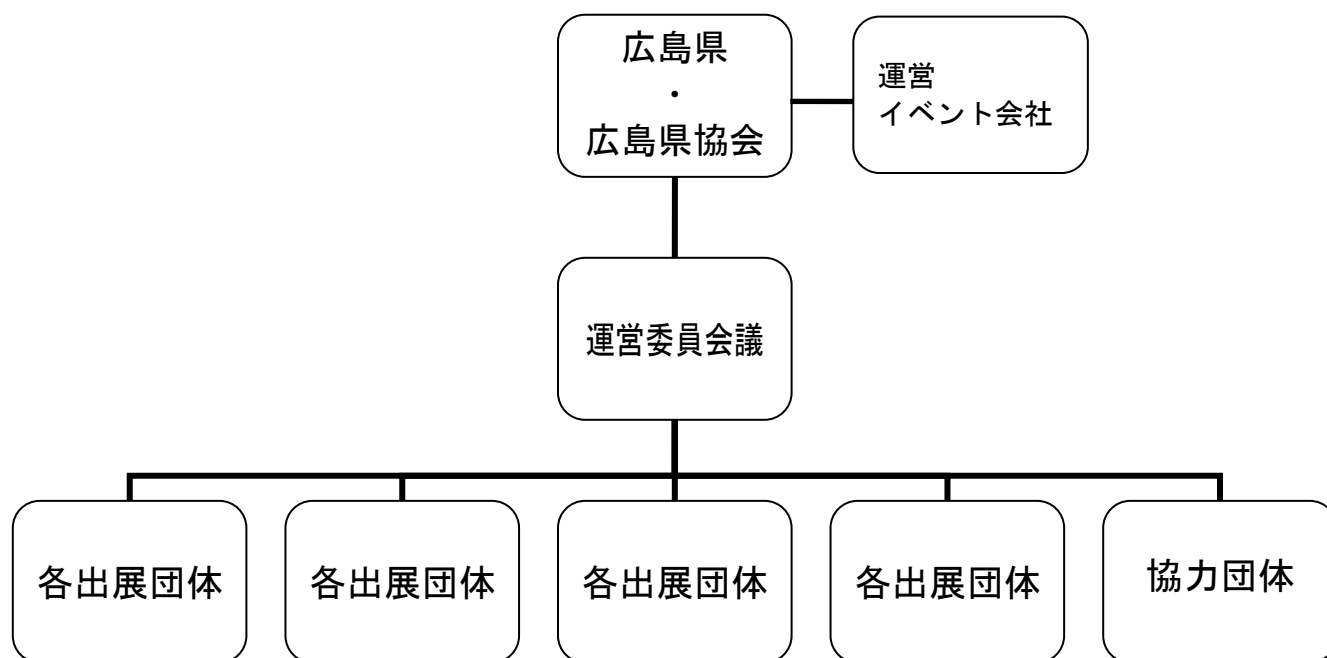 広島県
・
広島県協会
運営
イベント会社
運営委員会議
各出展団体
各出展団体
各出展団体
各出展団体
協力団体